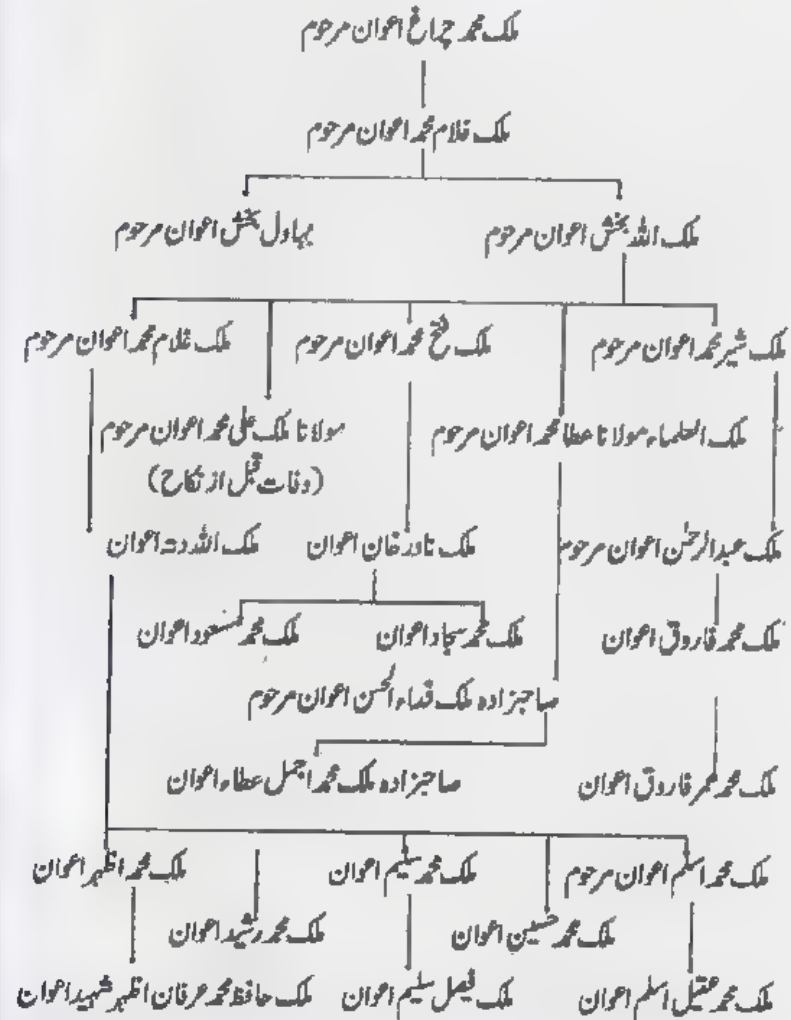 ملک محمد چراغ اعوان مرحوم
ملک غلام محمد اعوان مرحوم
ملک اللہ بخش اعوان مرحوم
بہاول بخش اعوان مرحوم
ملک شیر محمد اعوان مرحوم
ملک فتح محمد اعوان مرحوم
ملک غلام محمد اعوان مرحوم
ملک العلماء مولانا عطا محمد اعوان مرحوم
مولانا ملک علی محمد اعوان مرحوم
(وفات قبل از نکاح)
ملک عبدالرحمٰن اعوان مرحوم
ملک نادر خان اعوان
ملک اللہ دتہ اعوان
ملک محمد فاروق اعوان
ملک محمد سجاد اعوان
ملک محمد مسعود اعوان
صاحبزادہ ملک فداء الحسن اعوان مرحوم
ملک محمد عمر فاروق اعوان
صاحبزادہ ملک محمد اجمل عطاء اعوان
ملک محمد اسلم اعوان مرحوم
ملک محمد سلیم اعوان
ملک محمد اظہر اعوان
ملک محمد حسین اعوان
ملک محمد رشید اعوان
ملک محمد عقیل اسلم اعوان
ملک فیصل سلیم اعوان
ملک حافظ محمد عرفان اظہر شہید اعوان